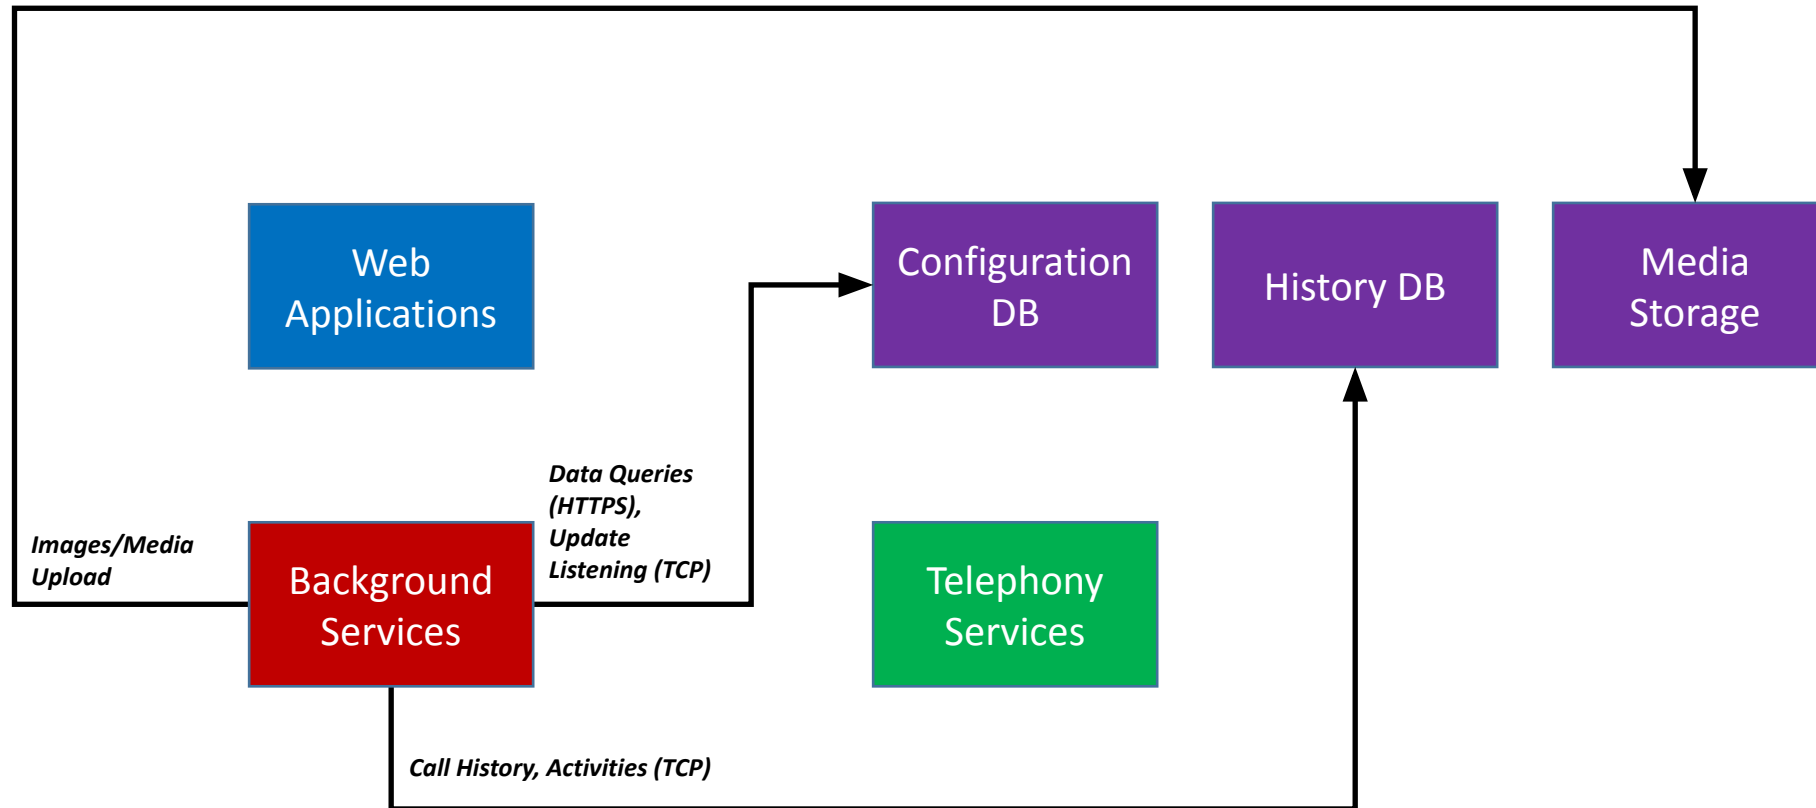 Web
Applications
Configuration
DB
History DB
Media
Storage
Images/Media
Upload
Background
Services
Data Queries
(HTTPS),
Update
Listening (TCP)
Telephony
Services
Call History, Activities (TCP)